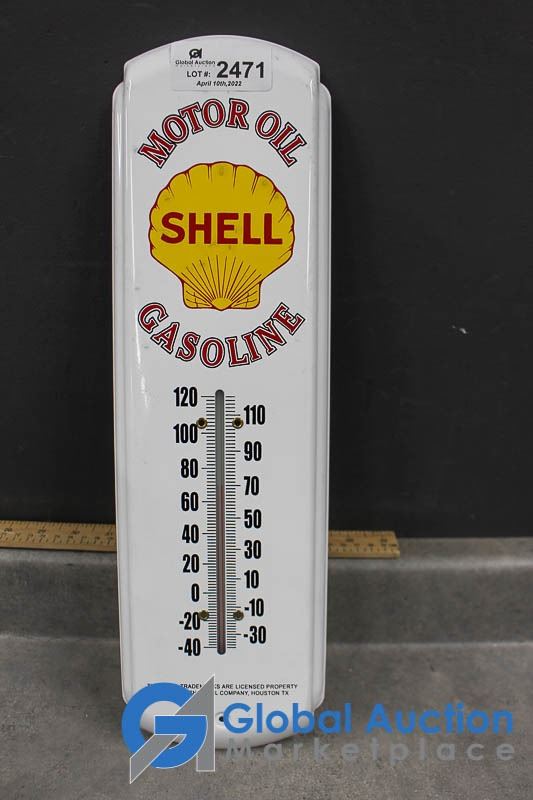 Global Auction
Marketplace
LOT #: 2471
April 10th, 2022
MOTOR OIL
SHELL
GASOLINE
120
110
100
90
80
70
60
50
40
30
20
10
0
-10
-20
-30
-40
ARE LICENSED PROPERTY
COMPANY, HOUSTON TX
Global Auction
Marketplace